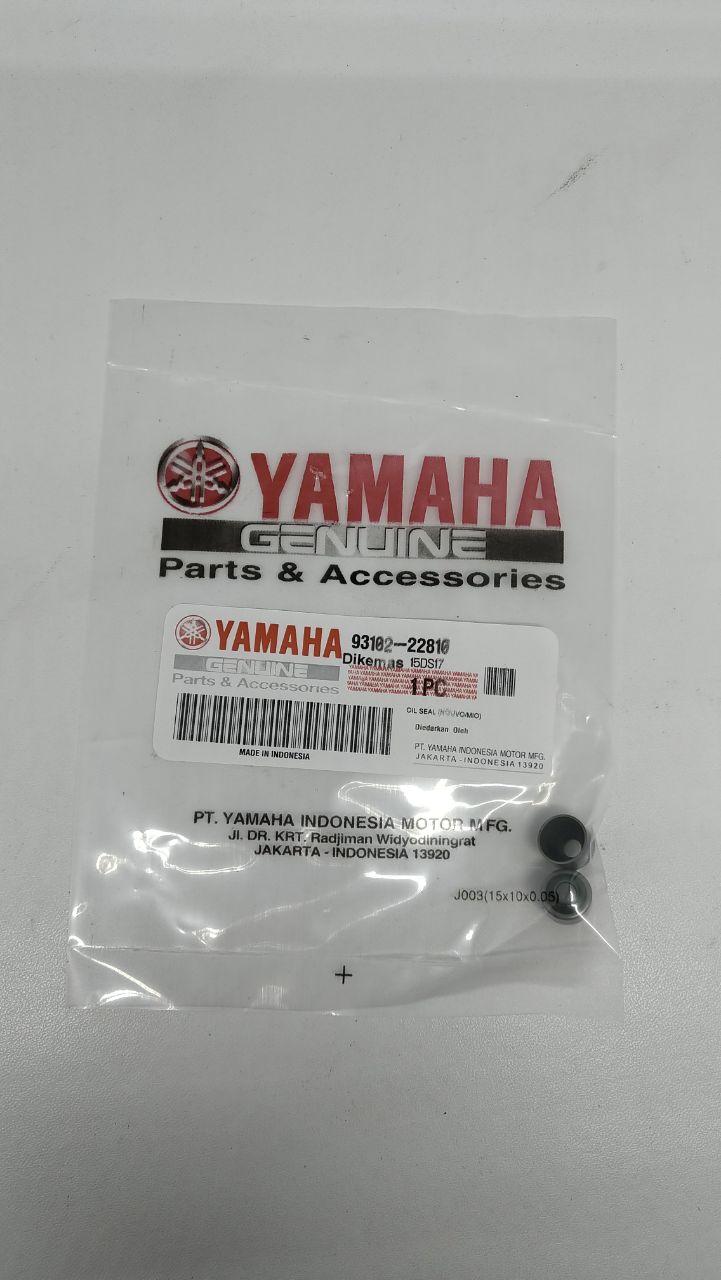 YAMAHA
GENUINE
Parts & Accessories
YAMAHA 93102-22810
GENUINE Dikemas 15DS17
Parts & Accessories 1 PC
OIL SEAL (NOUVO/MIO)
Diedarkan Oleh
PT. YAMAHA INDONESIA MOTOR MFG.
JAKARTA - INDONESIA 13920
MADE IN INDONESIA
PT. YAMAHA INDONESIA MOTOR MFG.
Jl. DR. KRT. Radjiman Widyodiningrat
JAKARTA - INDONESIA 13920
J003(15x10x0.05)